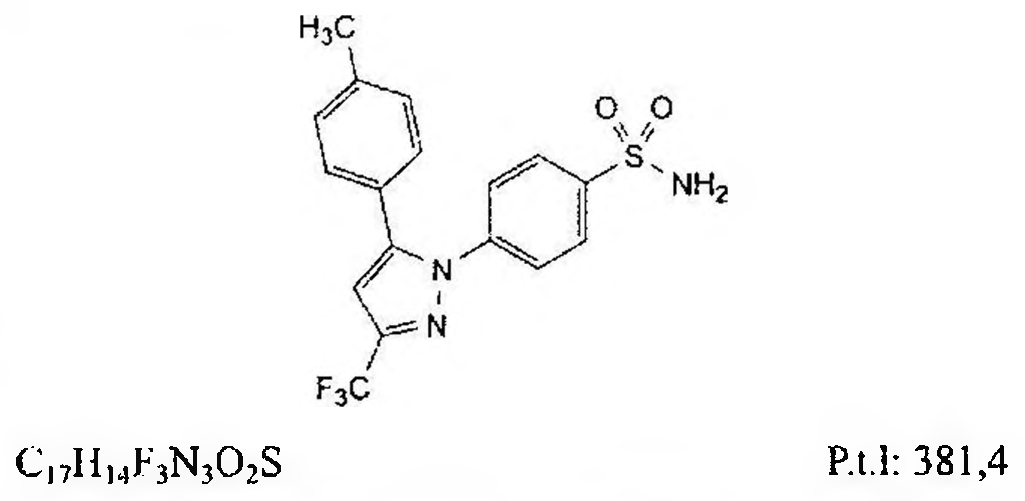 H₃C
O O
S
NH₂
N
N
F₃C
C₁₇H₁₄F₃N₃O₂S P.t.l: 381,4